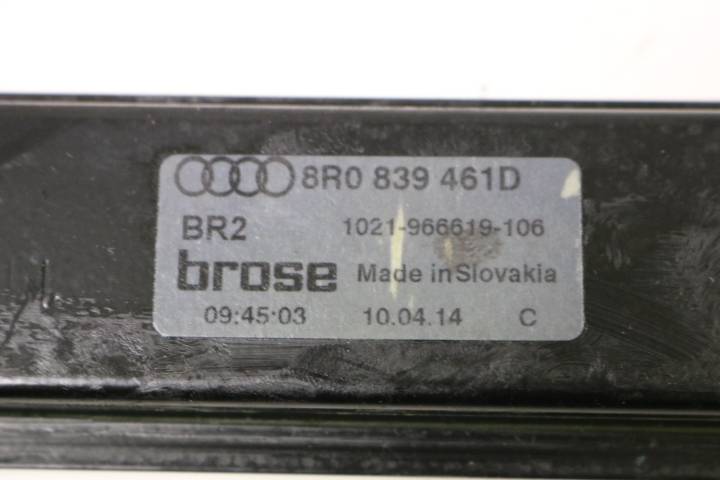 8R0 839 461D
BR2 1021-966619-106
brose Made in Slovakia
09:45:03 10.04.14 C